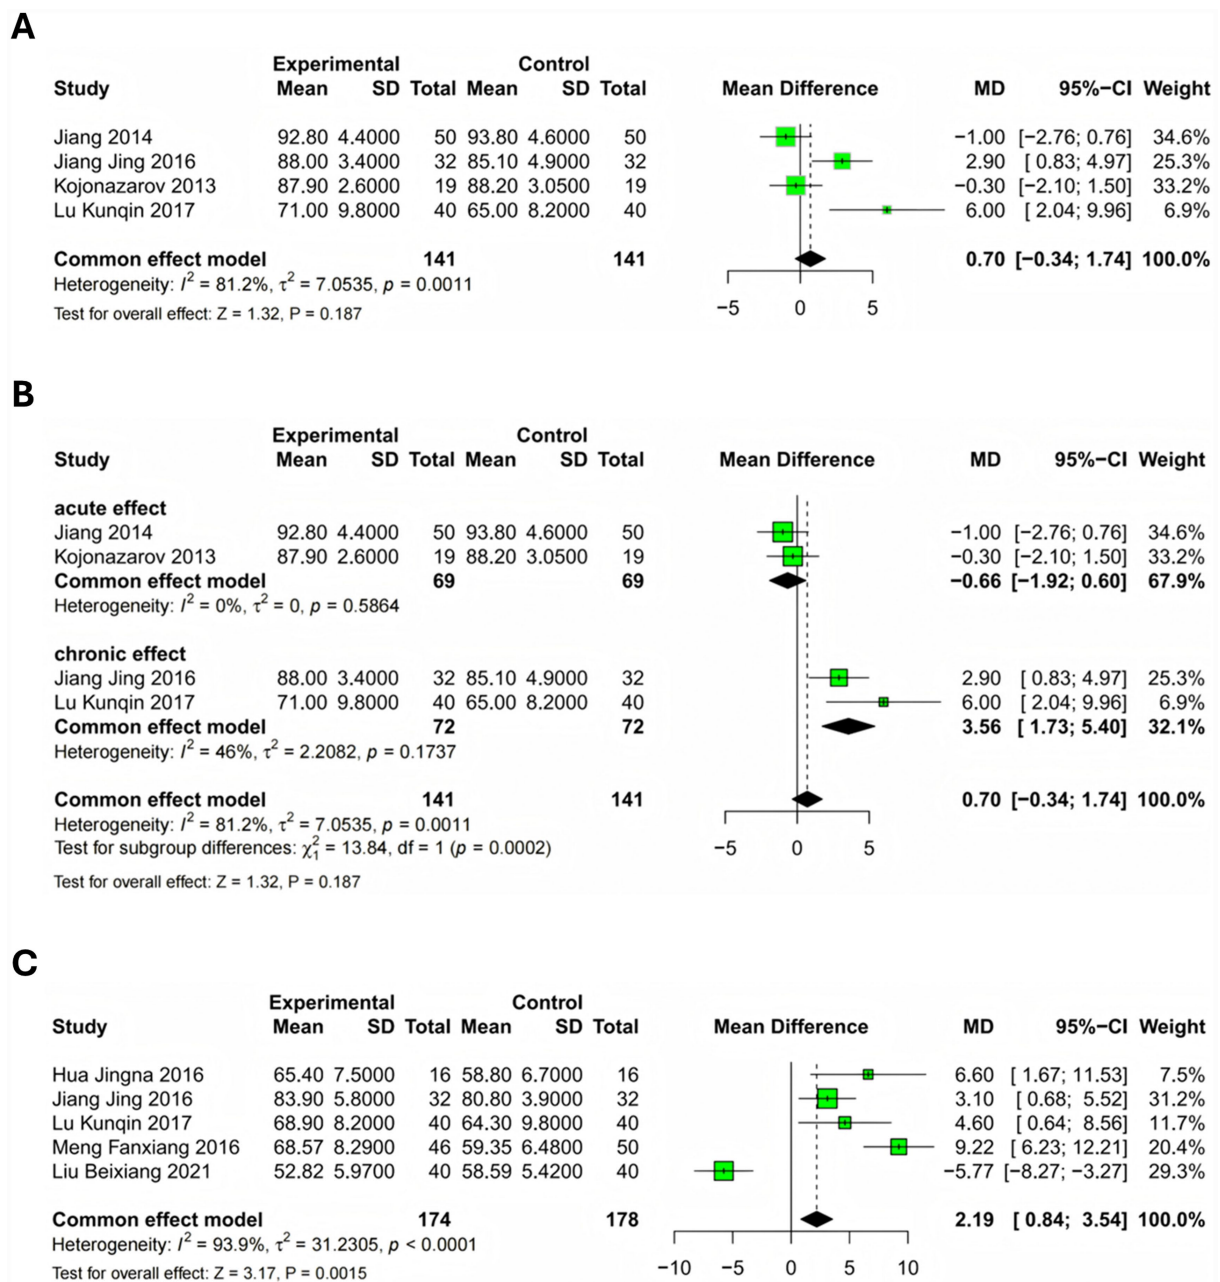 A
Experimental Control
Study Mean SD Total Mean SD Total Mean Difference MD 95%−CI Weight
Jiang 2014 92.80 4.4000 50 93.80 4.6000 50 −1.00 [−2.76; 0.76] 34.6%
Jiang Jing 2016 88.00 3.4000 32 85.10 4.9000 32 2.90 [ 0.83; 4.97] 25.3%
Kojonazarov 2013 87.90 2.6000 19 88.20 3.0500 19 −0.30 [−2.10; 1.50] 33.2%
Lu Kunqin 2017 71.00 9.8000 40 65.00 8.2000 40 6.00 [ 2.04; 9.96] 6.9%
Common effect model 141 141 0.70 [−0.34; 1.74] 100.0%
Heterogeneity: I² = 81.2%, τ² = 7.0535, p = 0.0011
−5 0 5
Test for overall effect: Z = 1.32, P = 0.187
B
Experimental Control
Study Mean SD Total Mean SD Total Mean Difference MD 95%−CI Weight
acute effect
Jiang 2014 92.80 4.4000 50 93.80 4.6000 50 −1.00 [−2.76; 0.76] 34.6%
Kojonazarov 2013 87.90 2.6000 19 88.20 3.0500 19 −0.30 [−2.10; 1.50] 33.2%
Common effect model 69 69 −0.66 [−1.92; 0.60] 67.9%
Heterogeneity: I² = 0%, τ² = 0, p = 0.5864
chronic effect
Jiang Jing 2016 88.00 3.4000 32 85.10 4.9000 32 2.90 [ 0.83; 4.97] 25.3%
Lu Kunqin 2017 71.00 9.8000 40 65.00 8.2000 40 6.00 [ 2.04; 9.96] 6.9%
Common effect model 72 72 3.56 [ 1.73; 5.40] 32.1%
Heterogeneity: I² = 46%, τ² = 2.2082, p = 0.1737
Common effect model 141 141 0.70 [−0.34; 1.74] 100.0%
Heterogeneity: I² = 81.2%, τ² = 7.0535, p = 0.0011
Test for subgroup differences: χ²₁ = 13.84, df = 1 (p = 0.0002)
−5 0 5
Test for overall effect: Z = 1.32, P = 0.187
C
Experimental Control
Study Mean SD Total Mean SD Total Mean Difference MD 95%−CI Weight
Hua Jingna 2016 65.40 7.5000 16 58.80 6.7000 16 6.60 [ 1.67; 11.53] 7.5%
Jiang Jing 2016 83.90 5.8000 32 80.80 3.9000 32 3.10 [ 0.68; 5.52] 31.2%
Lu Kunqin 2017 68.90 8.2000 40 64.30 9.8000 40 4.60 [ 0.64; 8.56] 11.7%
Meng Fanxiang 2016 68.57 8.2900 46 59.35 6.4800 50 9.22 [ 6.23; 12.21] 20.4%
Liu Beixiang 2021 52.82 5.9700 40 58.59 5.4200 40 −5.77 [−8.27; −3.27] 29.3%
Common effect model 174 178 2.19 [ 0.84; 3.54] 100.0%
Heterogeneity: I² = 93.9%, τ² = 31.2305, p < 0.0001
−10 −5 0 5 10
Test for overall effect: Z = 3.17, P = 0.0015